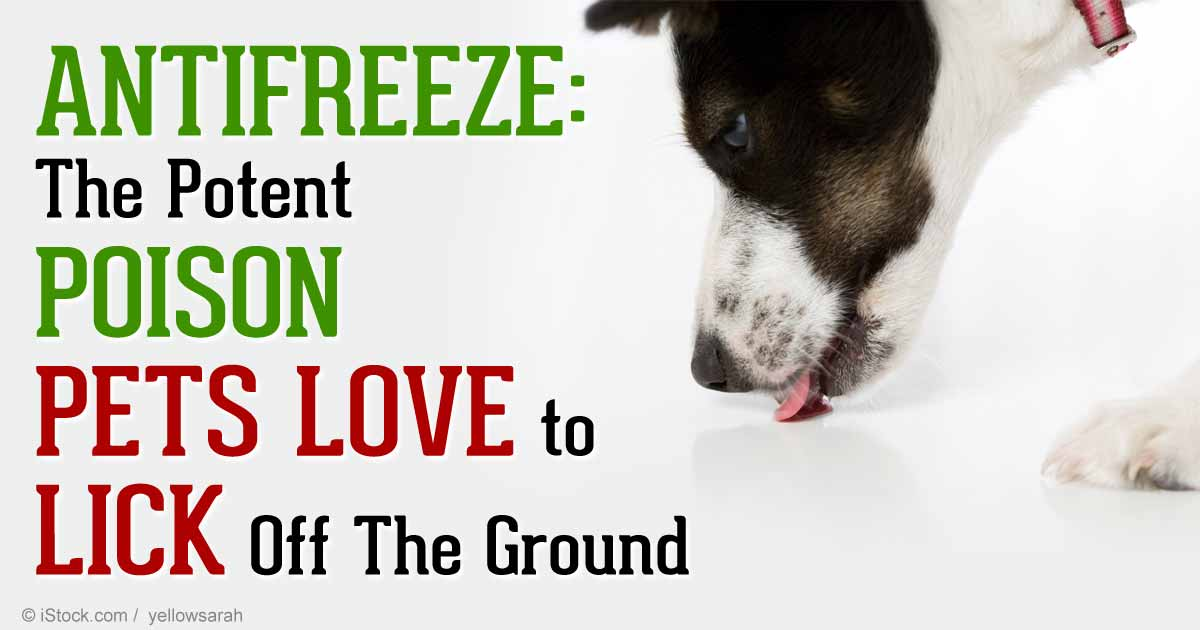 ANTIFREEZE:
The Potent
POISON
PETS LOVE to
LICK Off The Ground
© iStock.com / yellowsarah